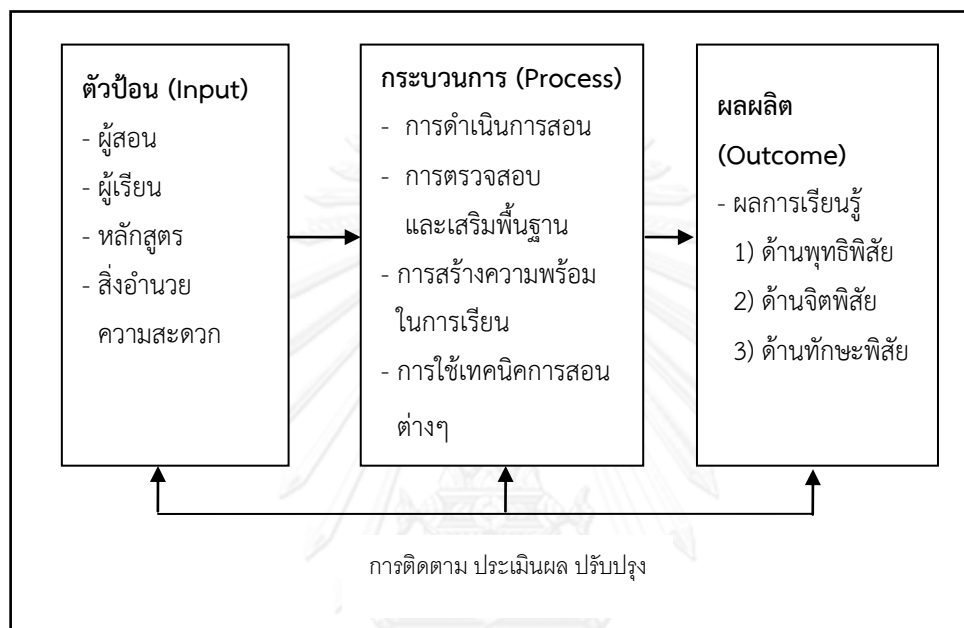 ตัวป้อน (Input)
- ผู้สอน
- ผู้เรียน
- หลักสูตร
- สิ่งอำนวย
ความสะดวก
กระบวนการ (Process)
- การดำเนินการสอน
- การตรวจสอบ
และเสริมพื้นฐาน
- การสร้างความพร้อม
ในการเรียน
- การใช้เทคนิคการสอน
ต่างๆ
ผลผลิต
(Outcome)
- ผลการเรียนรู้
1) ด้านพุทธิพิสัย
2) ด้านจิตพิสัย
3) ด้านทักษะพิสัย
การติดตาม ประเมินผล ปรับปรุง